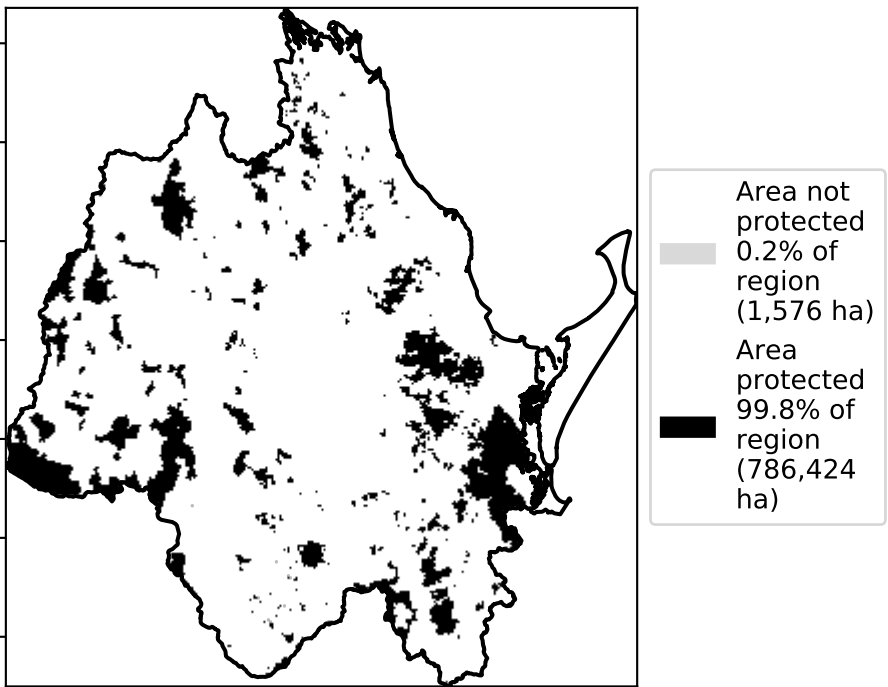 Area not
protected
0.2% of
region
(1,576 ha)
Area
protected
99.8% of
region
(786,424
ha)